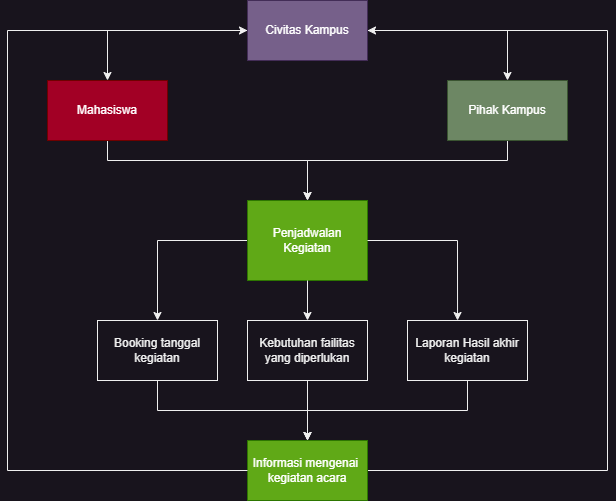 Civitas Kampus
Mahasiswa
Pihak Kampus
Penjadwalan
Kegiatan
Booking tanggal
kegiatan
Kebutuhan failitas
yang diperlukan
Laporan Hasil akhir
kegiatan
Informasi mengenai
kegiatan acara